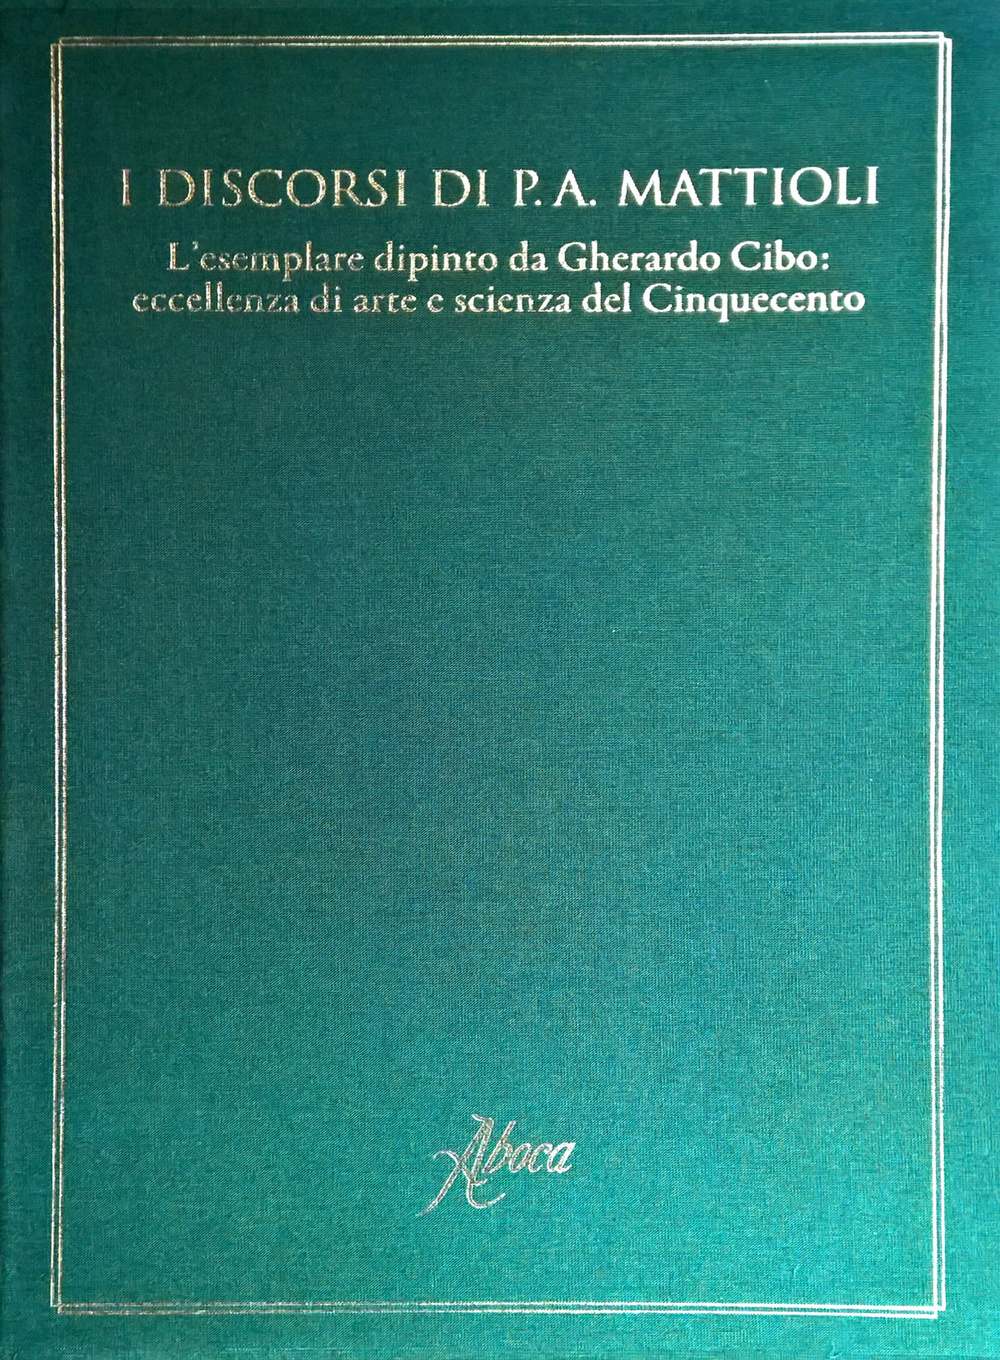 I DISCORSI DI P. A. MATTIOLI
L'esemplare dipinto da Gherardo Cibo:
eccellenza di arte e scienza del Cinquecento
Aboca